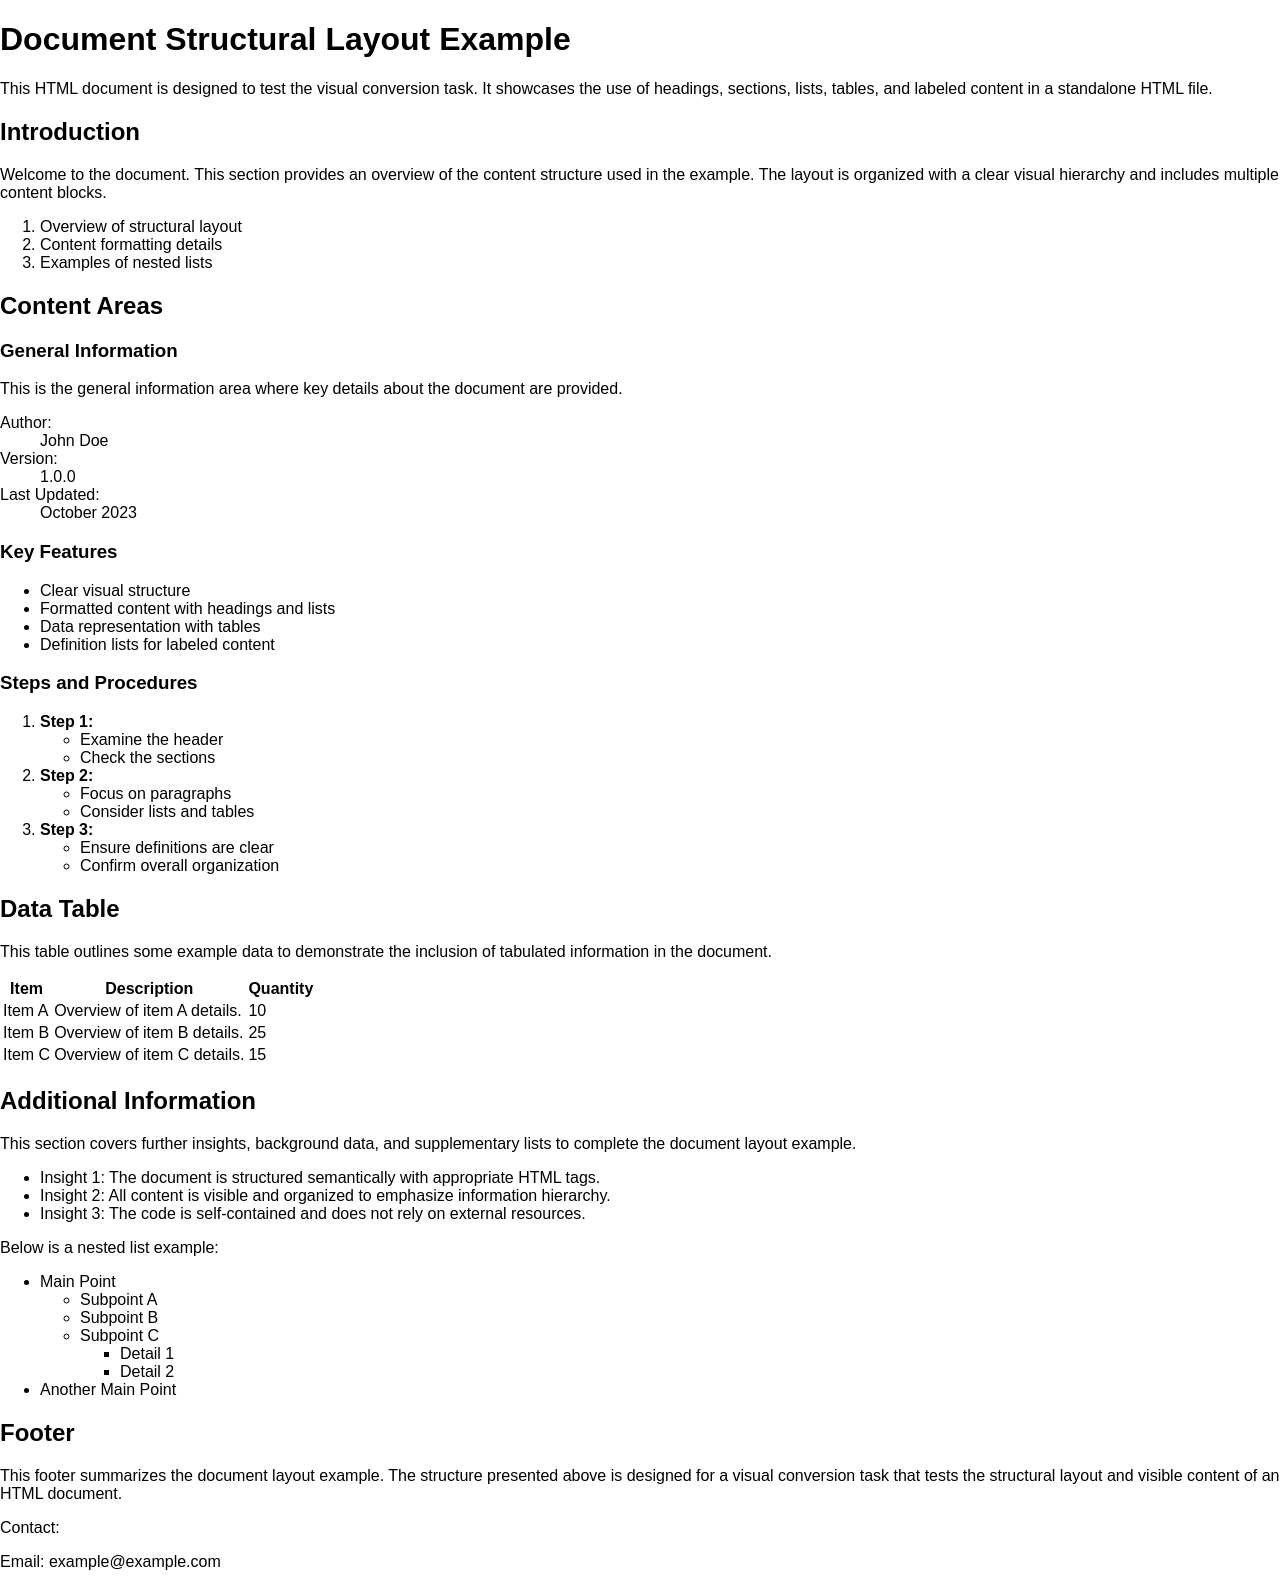 Document Structural Layout Example
This HTML document is designed to test the visual conversion task. It showcases the use of headings, sections, lists, tables, and labeled content in a standalone HTML file.
Introduction
Welcome to the document. This section provides an overview of the content structure used in the example. The layout is organized with a clear visual hierarchy and includes multiple
content blocks.
1. Overview of structural layout
2. Content formatting details
3. Examples of nested lists
Content Areas
General Information
This is the general information area where key details about the document are provided.
Author:
John Doe
Version:
1.0.0
Last Updated:
October 2023
Key Features
• Clear visual structure
• Formatted content with headings and lists
• Data representation with tables
• Definition lists for labeled content
Steps and Procedures
1. Step 1:
◦ Examine the header
◦ Check the sections
2. Step 2:
◦ Focus on paragraphs
◦ Consider lists and tables
3. Step 3:
◦ Ensure definitions are clear
◦ Confirm overall organization
Data Table
This table outlines some example data to demonstrate the inclusion of tabulated information in the document.
Item Description Quantity
Item A Overview of item A details. 10
Item B Overview of item B details. 25
Item C Overview of item C details. 15
Additional Information
This section covers further insights, background data, and supplementary lists to complete the document layout example.
• Insight 1: The document is structured semantically with appropriate HTML tags.
• Insight 2: All content is visible and organized to emphasize information hierarchy.
• Insight 3: The code is self-contained and does not rely on external resources.
Below is a nested list example:
• Main Point
◦ Subpoint A
◦ Subpoint B
◦ Subpoint C
▪ Detail 1
▪ Detail 2
• Another Main Point
Footer
This footer summarizes the document layout example. The structure presented above is designed for a visual conversion task that tests the structural layout and visible content of an
HTML document.
Contact:
Email: example@example.com